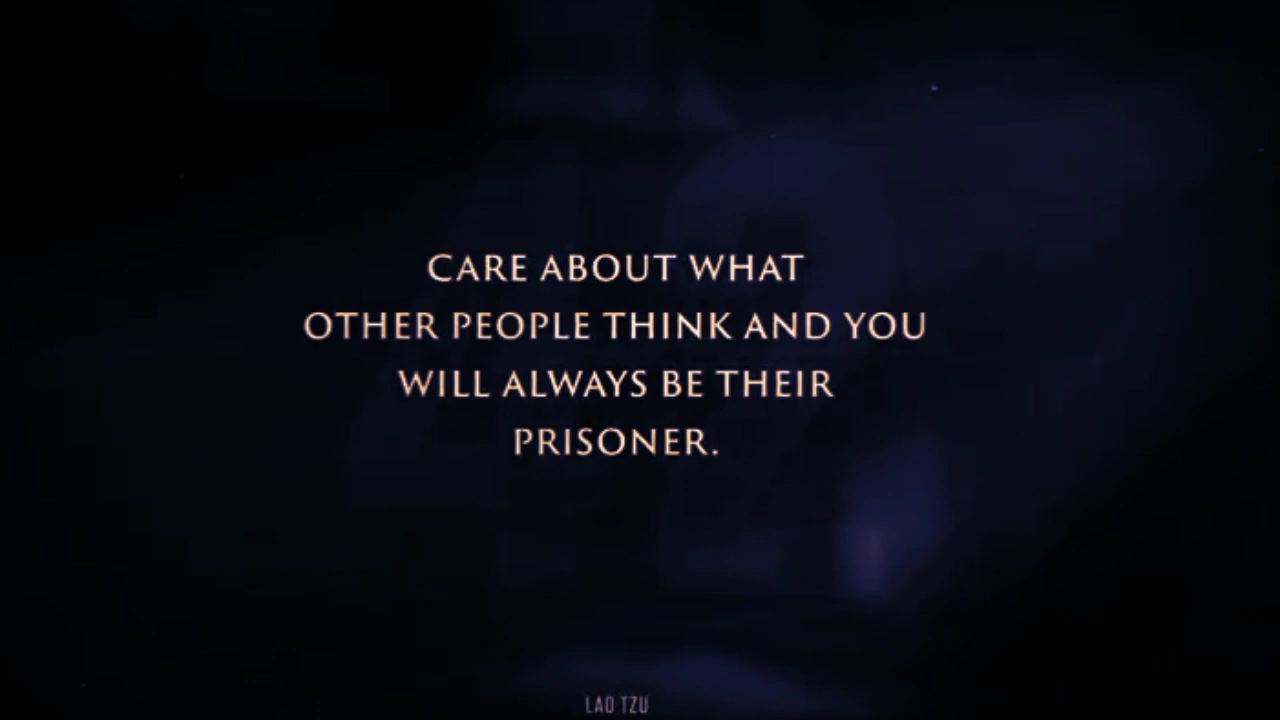 CARE ABOUT WHAT
OTHER PEOPLE THINK AND YOU
WILL ALWAYS BE THEIR
PRISONER.
LAO TZU